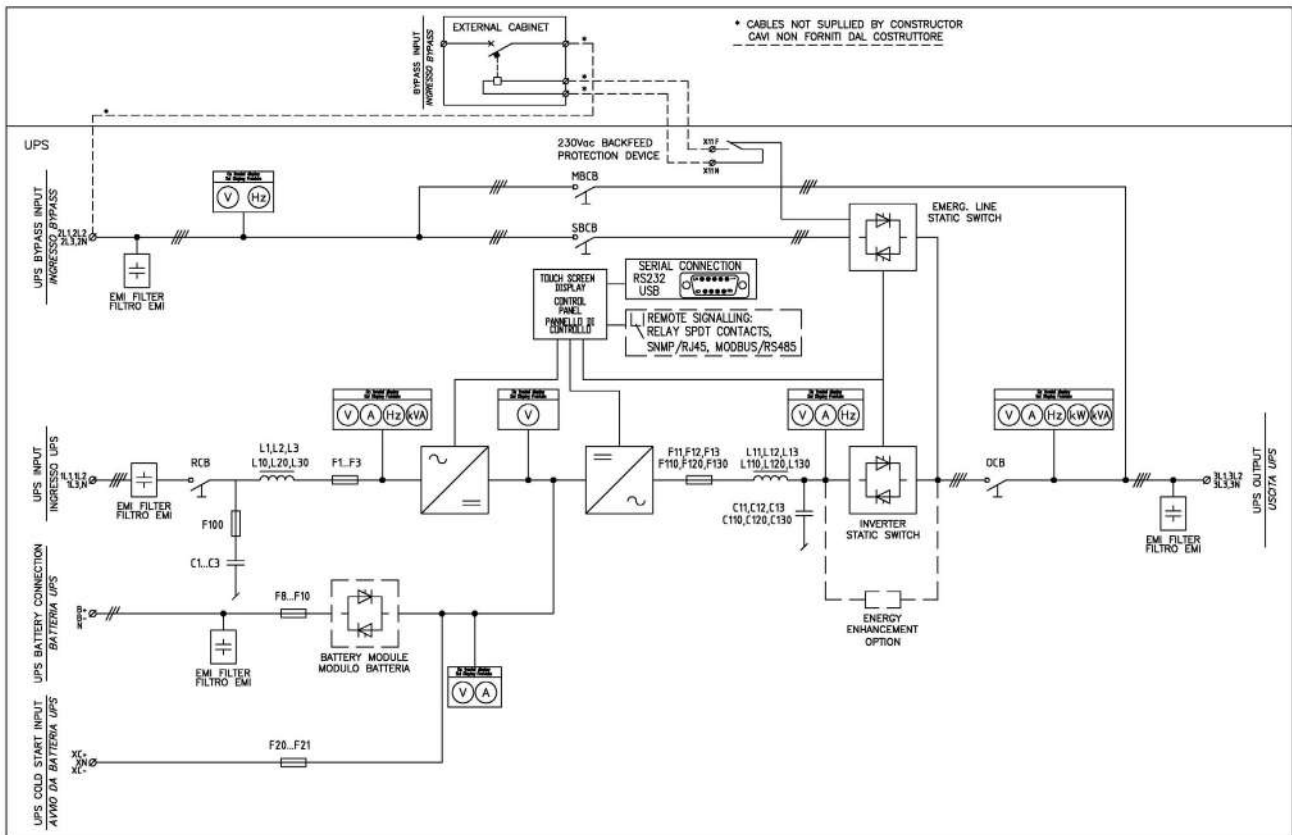 EXTERNAL CABINET
BYPASS INPUT
INGRESSO BYPASS
*
*
*
*
* CABLES NOT SUPLLIED BY CONSTRUCTOR
CAVI NON FORNITI DAL COSTRUTTORE
UPS
230Vac BACKFEED
PROTECTION DEVICE
X11F
X11N
UPS BYPASS INPUT
INGRESSO BYPASS
2L1,2L2
2L3,2N
V Hz
EMI FILTER
FILTRO EMI
MBCB
SBCB
EMERG. LINE
STATIC SWITCH
TOUCH SCREEN
DISPLAY
CONTROL
PANEL
PANNELLO DI
CONTROLLO
SERIAL CONNECTION
RS232
USB
REMOTE SIGNALLING:
RELAY SPDT CONTACTS,
SNMP/RJ45, MODBUS/RS485
UPS INPUT
INGRESSO UPS
1L1,1L2
1L3,N
EMI FILTER
FILTRO EMI
RCB
L1,L2,L3
L10,L20,L30
F1...F3
V A Hz kVA
V
F100
C1...C3
F11,F12,F13
F110,F120,F130
L11,L12,L13
L110,L120,L130
C11,C12,C13
C110,C120,C130
V A Hz
INVERTER
STATIC SWITCH
OCB
V A Hz kW kVA
3L1,3L2
3L3,3N
UPS OUTPUT
USCITA UPS
EMI FILTER
FILTRO EMI
ENERGY
ENHANCEMENT
OPTION
UPS BATTERY CONNECTION
BATTERIA UPS
B+
B-
N
EMI FILTER
FILTRO EMI
F8...F10
BATTERY MODULE
MODULO BATTERIA
V A
UPS COLD START INPUT
AVVIO DA BATTERIA UPS
XC+
XN
XC-
F20...F21